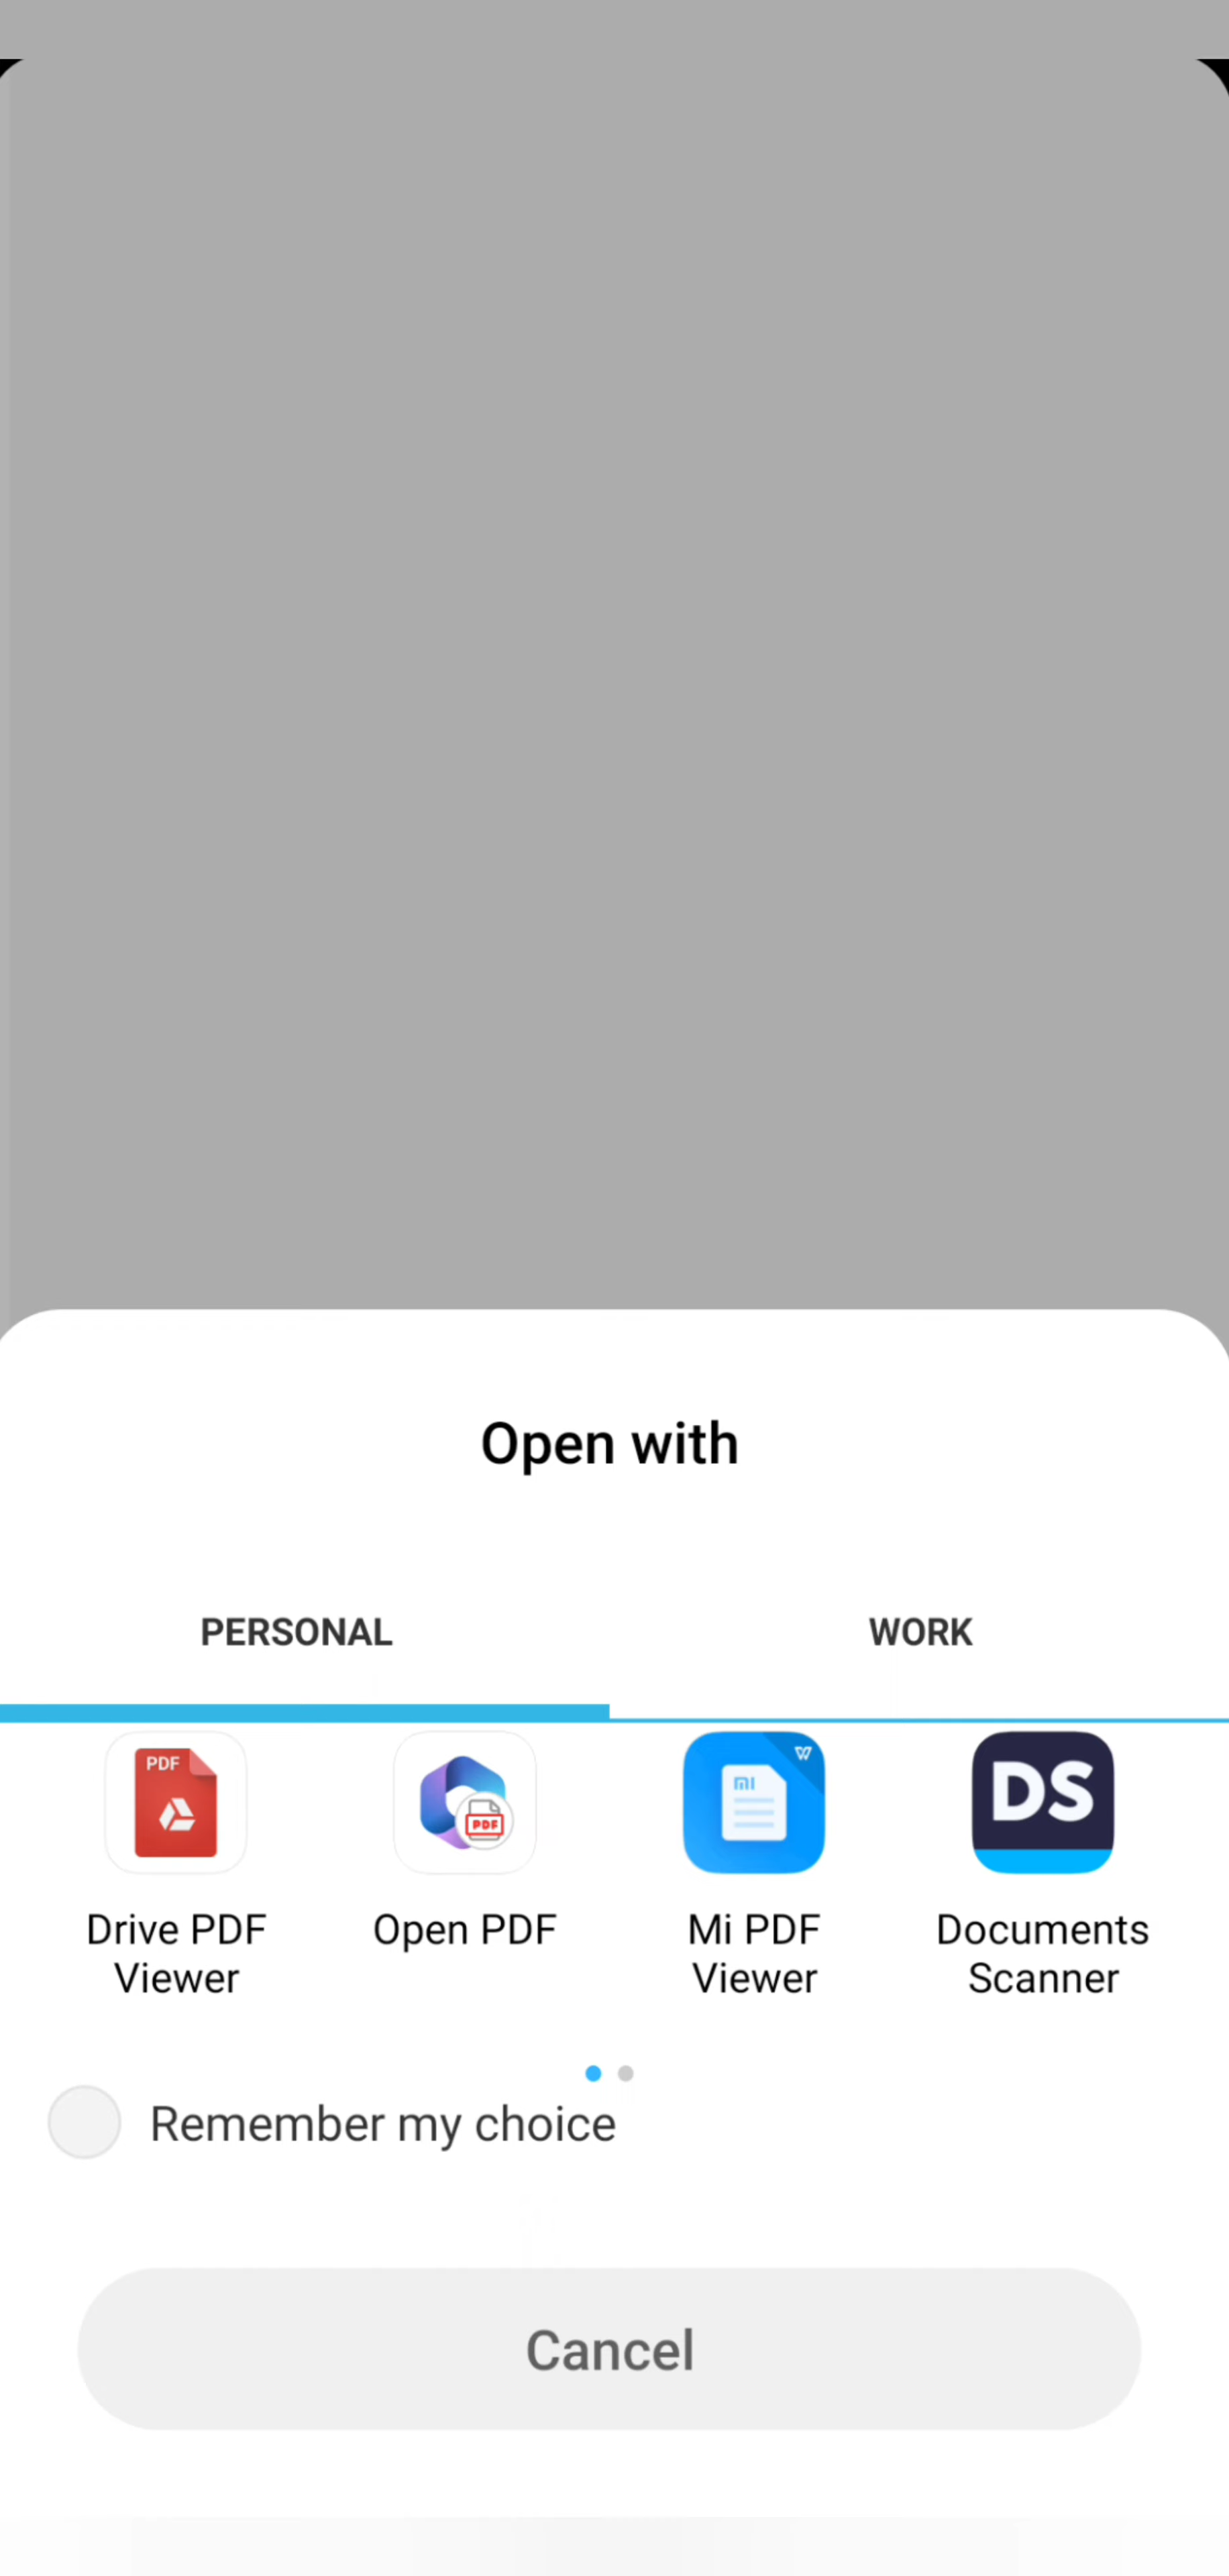 Open with
PERSONAL
WORK
PDF
Drive PDF
Viewer
PDF
Open PDF
mi
W
Mi PDF
Viewer
DS
Documents
Scanner
Remember my choice
Cancel